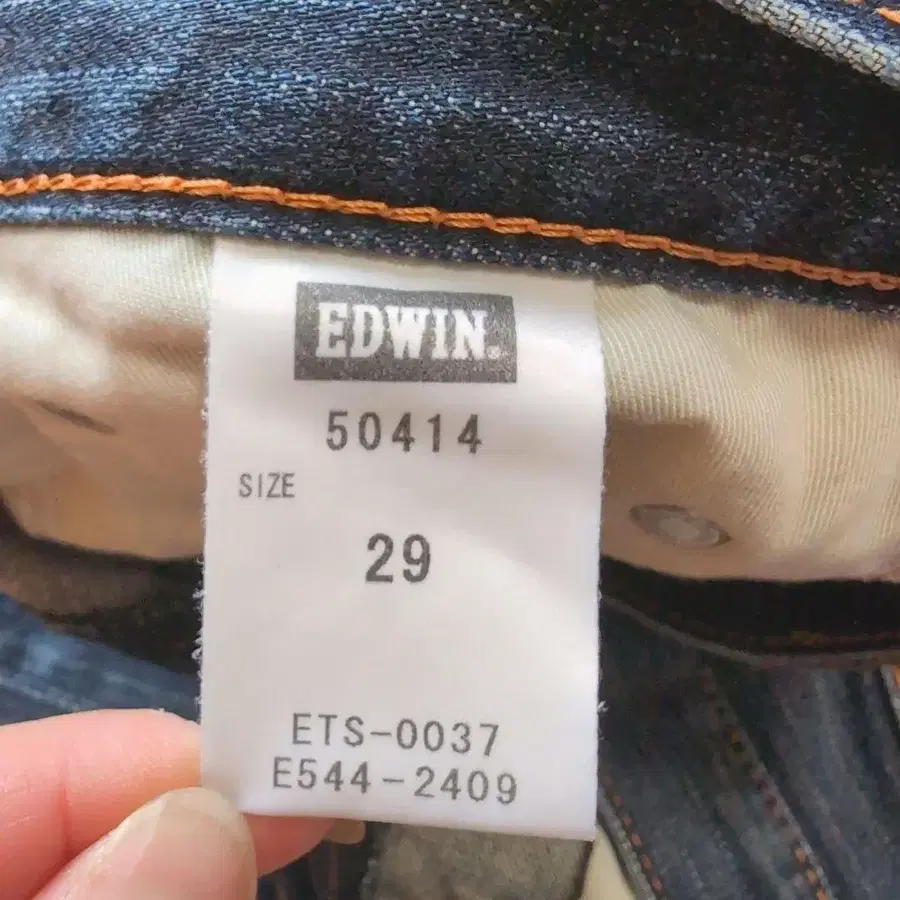 EDWIN.
50414
SIZE
29
ETS-0037
E544-2409